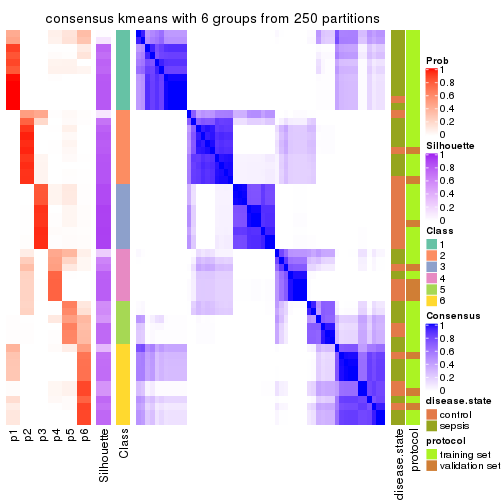 consensus kmeans with 6 groups from 250 partitions
p1
p2
p3
p4
p5
p6
Silhouette
Class
disease.state
protocol
Prob
1
0.8
0.6
0.4
0.2
0
Silhouette
1
0.8
0.6
0.4
0.2
0
Class
1
2
3
4
5
6
Consensus
1
0.8
0.6
0.4
0.2
0
disease.state
control
sepsis
protocol
training set
validation set